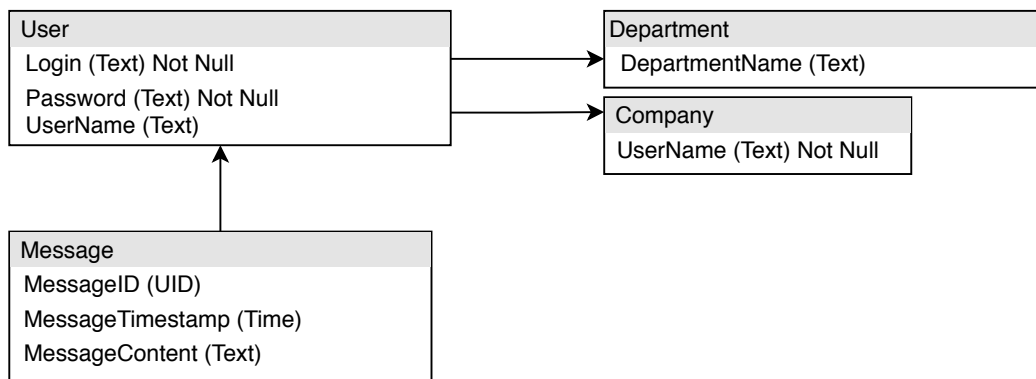 User
Login (Text) Not Null
Password (Text) Not Null
UserName (Text)
Department
DepartmentName (Text)
Company
UserName (Text) Not Null
Message
MessageID (UID)
MessageTimestamp (Time)
MessageContent (Text)